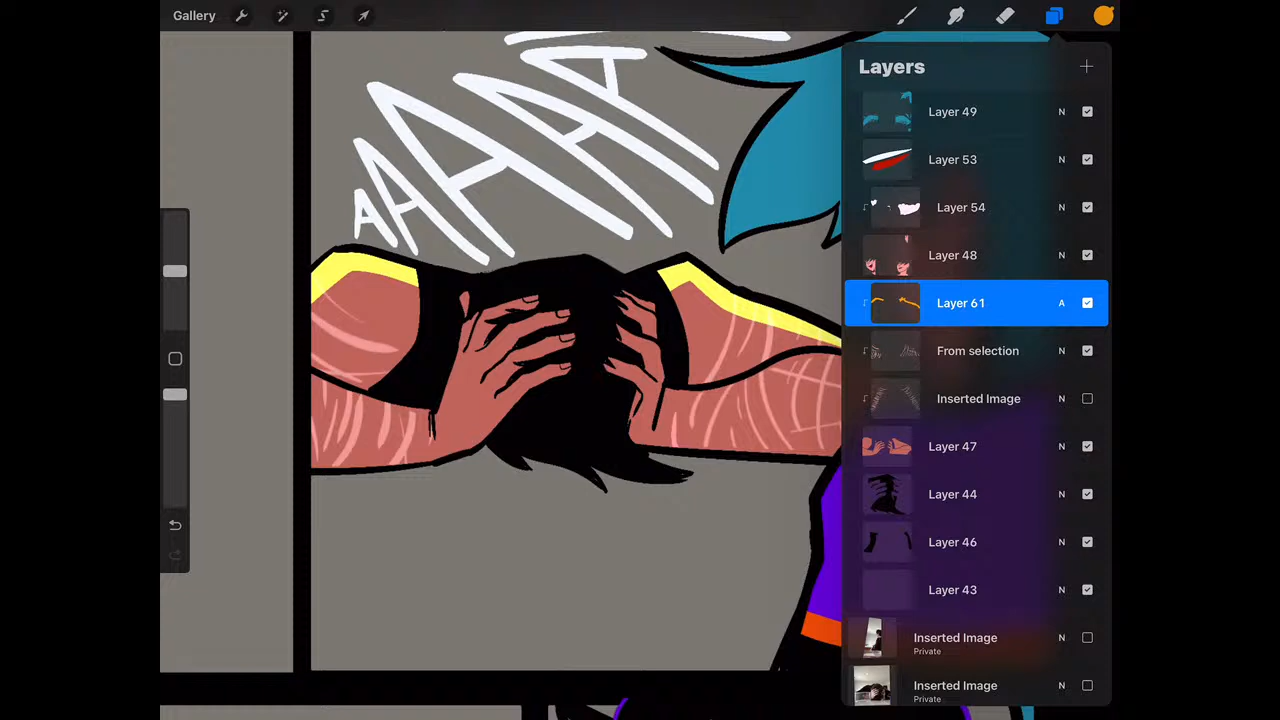 Gallery
Layers
Layer 49 N
Layer 53 N
Layer 54 N
Layer 48 N
Layer 61 A
From selection N
Inserted Image N
Layer 47 N
Layer 44 N
Layer 46 N
Layer 43 N
Inserted Image N
Private
Inserted Image N
Private
AAAAA